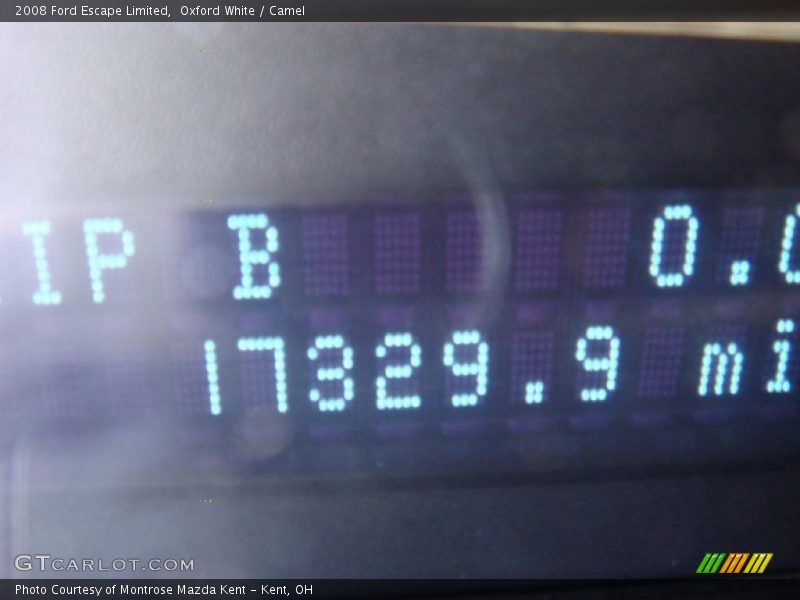 2008 Ford Escape Limited, Oxford White / Camel
IP B 0.0
17329.9 mi
GTCARLOT.COM
Photo Courtesy of Montrose Mazda Kent - Kent, OH